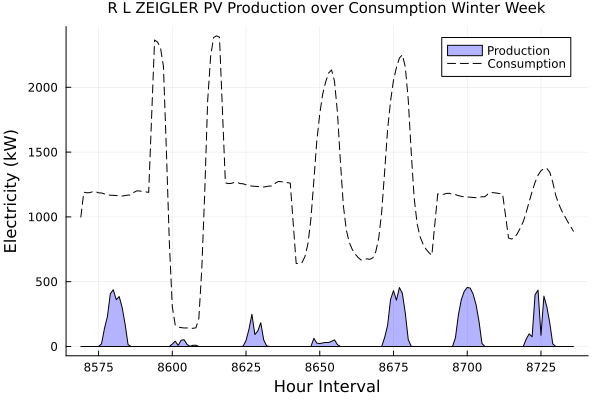 R L ZEIGLER PV Production over Consumption Winter Week
Production
Consumption
Electricity (kW)
2000
1500
1000
500
0
8575
8600
8625
8650
8675
8700
8725
Hour Interval